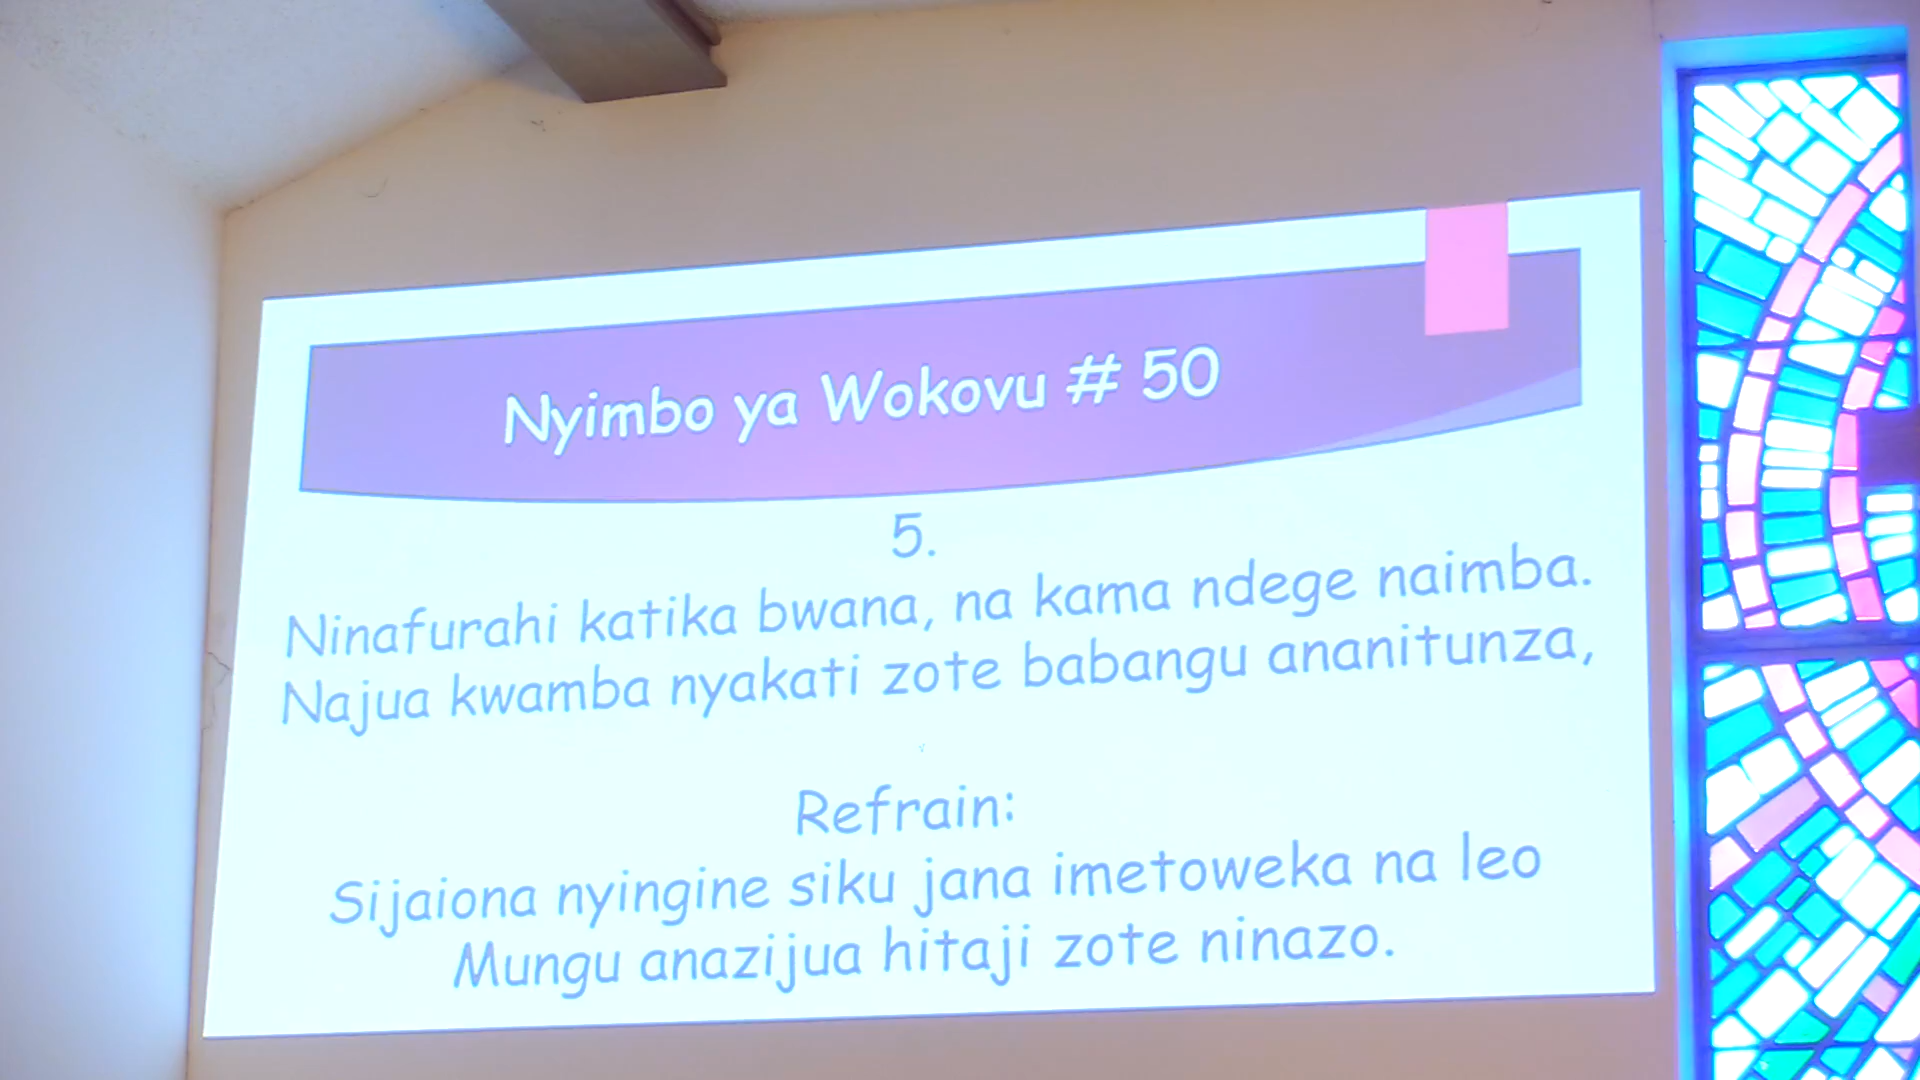 Nyimbo ya Wokovu # 50
5.
Ninafurahi katika bwana, na kama ndege naimba.
Najua kwamba nyakati zote babangu ananitunza,
Refrain:
Sijaiona nyingine siku jana imetoweka na leo
Mungu anazijua hitaji zote ninazo.